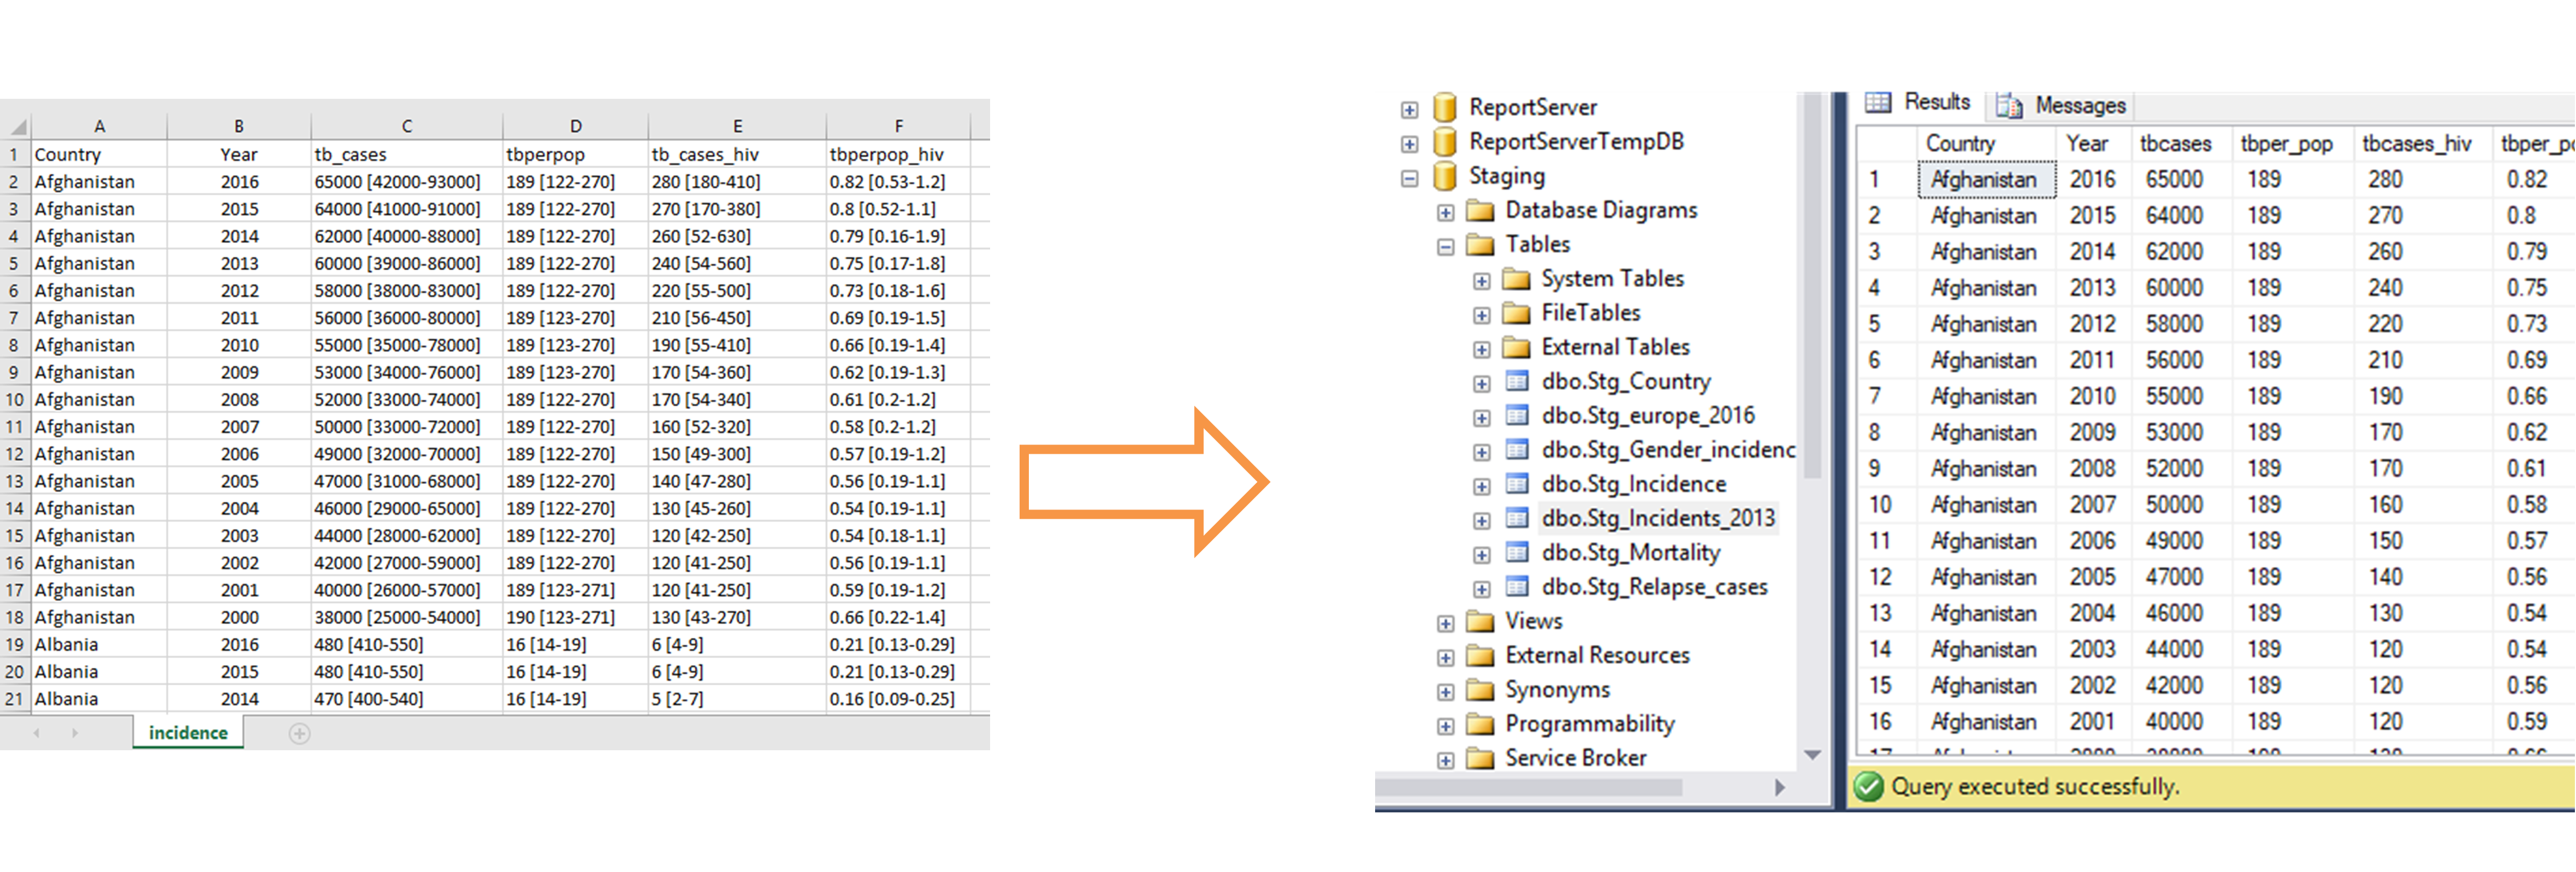 A B C D E F
1 Country Year tb_cases tbperpop tb_cases_hiv tbperpop_hiv
2 Afghanistan 2016 65000 [42000-93000] 189 [122-270] 280 [180-410] 0.82 [0.53-1.2]
3 Afghanistan 2015 64000 [41000-91000] 189 [122-270] 270 [170-380] 0.8 [0.52-1.1]
4 Afghanistan 2014 62000 [40000-88000] 189 [122-270] 260 [52-630] 0.79 [0.16-1.9]
5 Afghanistan 2013 60000 [39000-86000] 189 [122-270] 240 [54-560] 0.75 [0.17-1.8]
6 Afghanistan 2012 58000 [38000-83000] 189 [122-270] 220 [55-500] 0.73 [0.18-1.6]
7 Afghanistan 2011 56000 [36000-80000] 189 [123-270] 210 [56-450] 0.69 [0.19-1.5]
8 Afghanistan 2010 55000 [35000-78000] 189 [123-270] 190 [55-410] 0.66 [0.19-1.4]
9 Afghanistan 2009 53000 [34000-76000] 189 [123-270] 170 [54-360] 0.62 [0.19-1.3]
10 Afghanistan 2008 52000 [33000-74000] 189 [122-270] 170 [54-340] 0.61 [0.2-1.2]
11 Afghanistan 2007 50000 [33000-72000] 189 [122-270] 160 [52-320] 0.58 [0.2-1.2]
12 Afghanistan 2006 49000 [32000-70000] 189 [122-270] 150 [49-300] 0.57 [0.19-1.2]
13 Afghanistan 2005 47000 [31000-68000] 189 [122-270] 140 [47-280] 0.56 [0.19-1.1]
14 Afghanistan 2004 46000 [29000-65000] 189 [122-270] 130 [45-260] 0.54 [0.19-1.1]
15 Afghanistan 2003 44000 [28000-62000] 189 [122-270] 120 [42-250] 0.54 [0.18-1.1]
16 Afghanistan 2002 42000 [27000-59000] 189 [122-270] 120 [41-250] 0.56 [0.19-1.1]
17 Afghanistan 2001 40000 [26000-57000] 189 [123-271] 120 [41-250] 0.59 [0.19-1.2]
18 Afghanistan 2000 38000 [25000-54000] 190 [123-271] 130 [43-270] 0.66 [0.22-1.4]
19 Albania 2016 480 [410-550] 16 [14-19] 6 [4-9] 0.21 [0.13-0.29]
20 Albania 2015 480 [410-550] 16 [14-19] 6 [4-9] 0.21 [0.13-0.29]
21 Albania 2014 470 [400-540] 16 [14-19] 5 [2-7] 0.16 [0.09-0.25]
incidence
ReportServer
ReportServerTempDB
Staging
Database Diagrams
Tables
System Tables
FileTables
External Tables
dbo.Stg_Country
dbo.Stg_europe_2016
dbo.Stg_Gender_incidenc
dbo.Stg_Incidence
dbo.Stg_Incidents_2013
dbo.Stg_Mortality
dbo.Stg_Relapse_cases
Views
External Resources
Synonyms
Programmability
Service Broker
Results Messages
Country Year tbcases tbper_pop tbcases_hiv tbper_po
1 Afghanistan 2016 65000 189 280 0.82
2 Afghanistan 2015 64000 189 270 0.8
3 Afghanistan 2014 62000 189 260 0.79
4 Afghanistan 2013 60000 189 240 0.75
5 Afghanistan 2012 58000 189 220 0.73
6 Afghanistan 2011 56000 189 210 0.69
7 Afghanistan 2010 55000 189 190 0.66
8 Afghanistan 2009 53000 189 170 0.62
9 Afghanistan 2008 52000 189 170 0.61
10 Afghanistan 2007 50000 189 160 0.58
11 Afghanistan 2006 49000 189 150 0.57
12 Afghanistan 2005 47000 189 140 0.56
13 Afghanistan 2004 46000 189 130 0.54
14 Afghanistan 2003 44000 189 120 0.54
15 Afghanistan 2002 42000 189 120 0.56
16 Afghanistan 2001 40000 189 120 0.59
Query executed successfully.